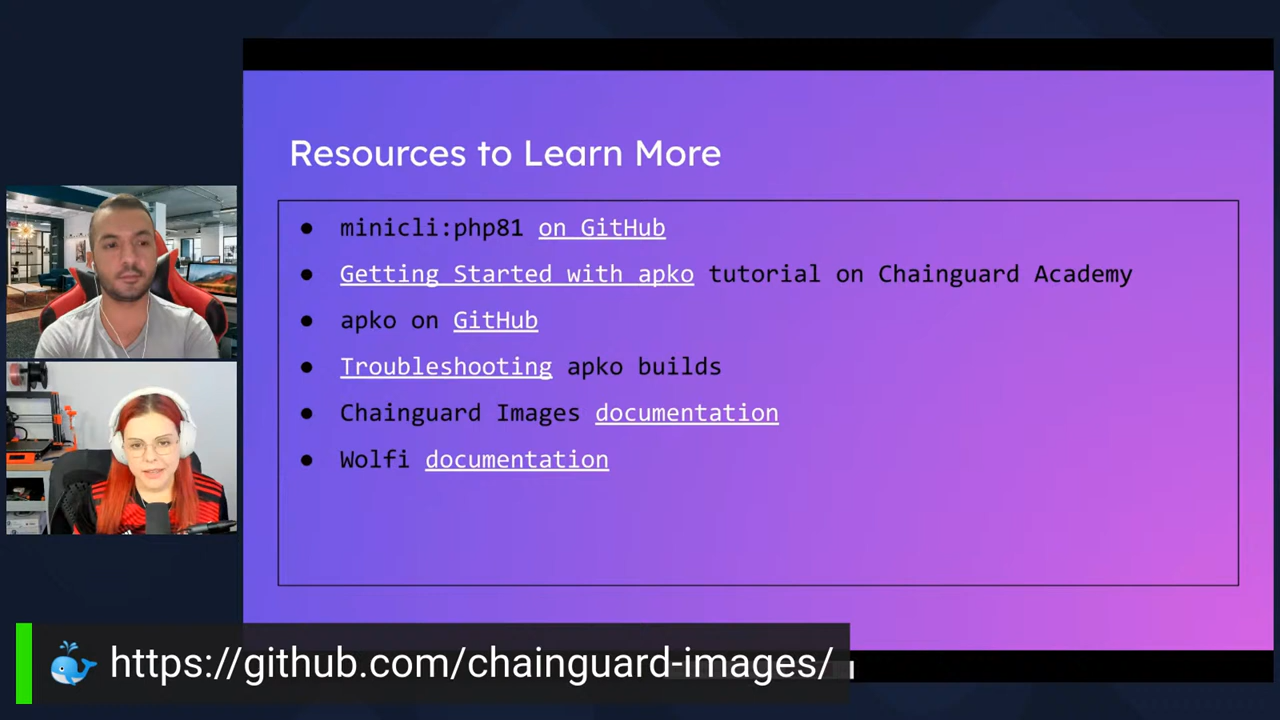 Resources to Learn More
● minicli:php81 on GitHub
● Getting Started with apko tutorial on Chainguard Academy
● apko on GitHub
● Troubleshooting apko builds
● Chainguard Images documentation
● Wolfi documentation
https://github.com/chainguard-images/